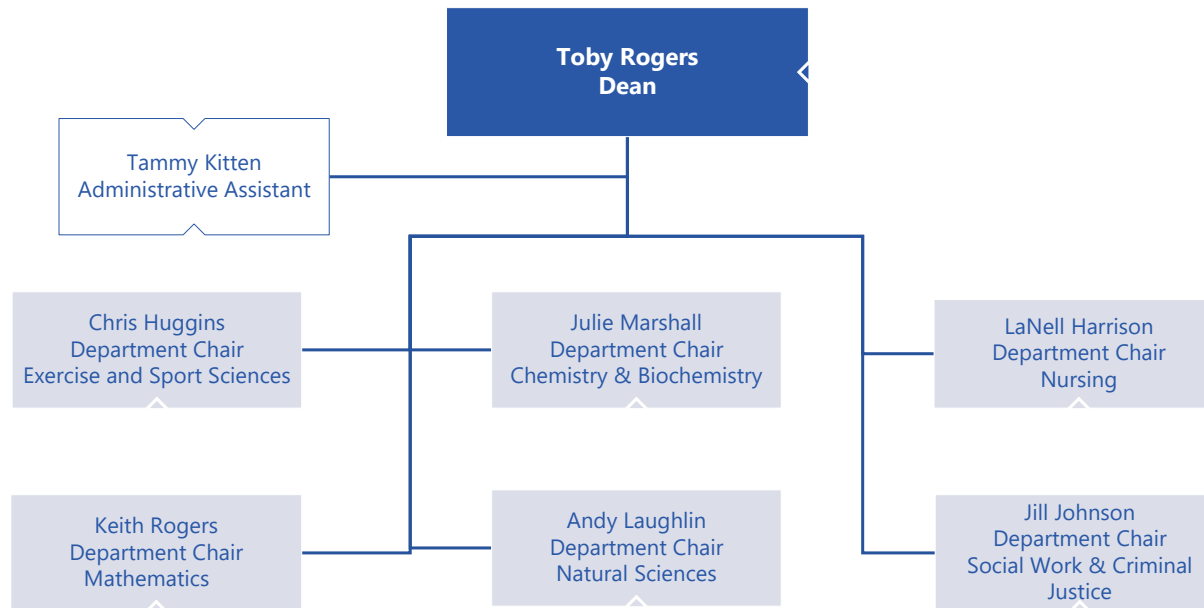 Toby Rogers
Dean
Tammy Kitten
Administrative Assistant
Chris Huggins
Department Chair
Exercise and Sport Sciences
Julie Marshall
Department Chair
Chemistry & Biochemistry
LaNell Harrison
Department Chair
Nursing
Keith Rogers
Department Chair
Mathematics
Andy Laughlin
Department Chair
Natural Sciences
Jill Johnson
Department Chair
Social Work & Criminal
Justice